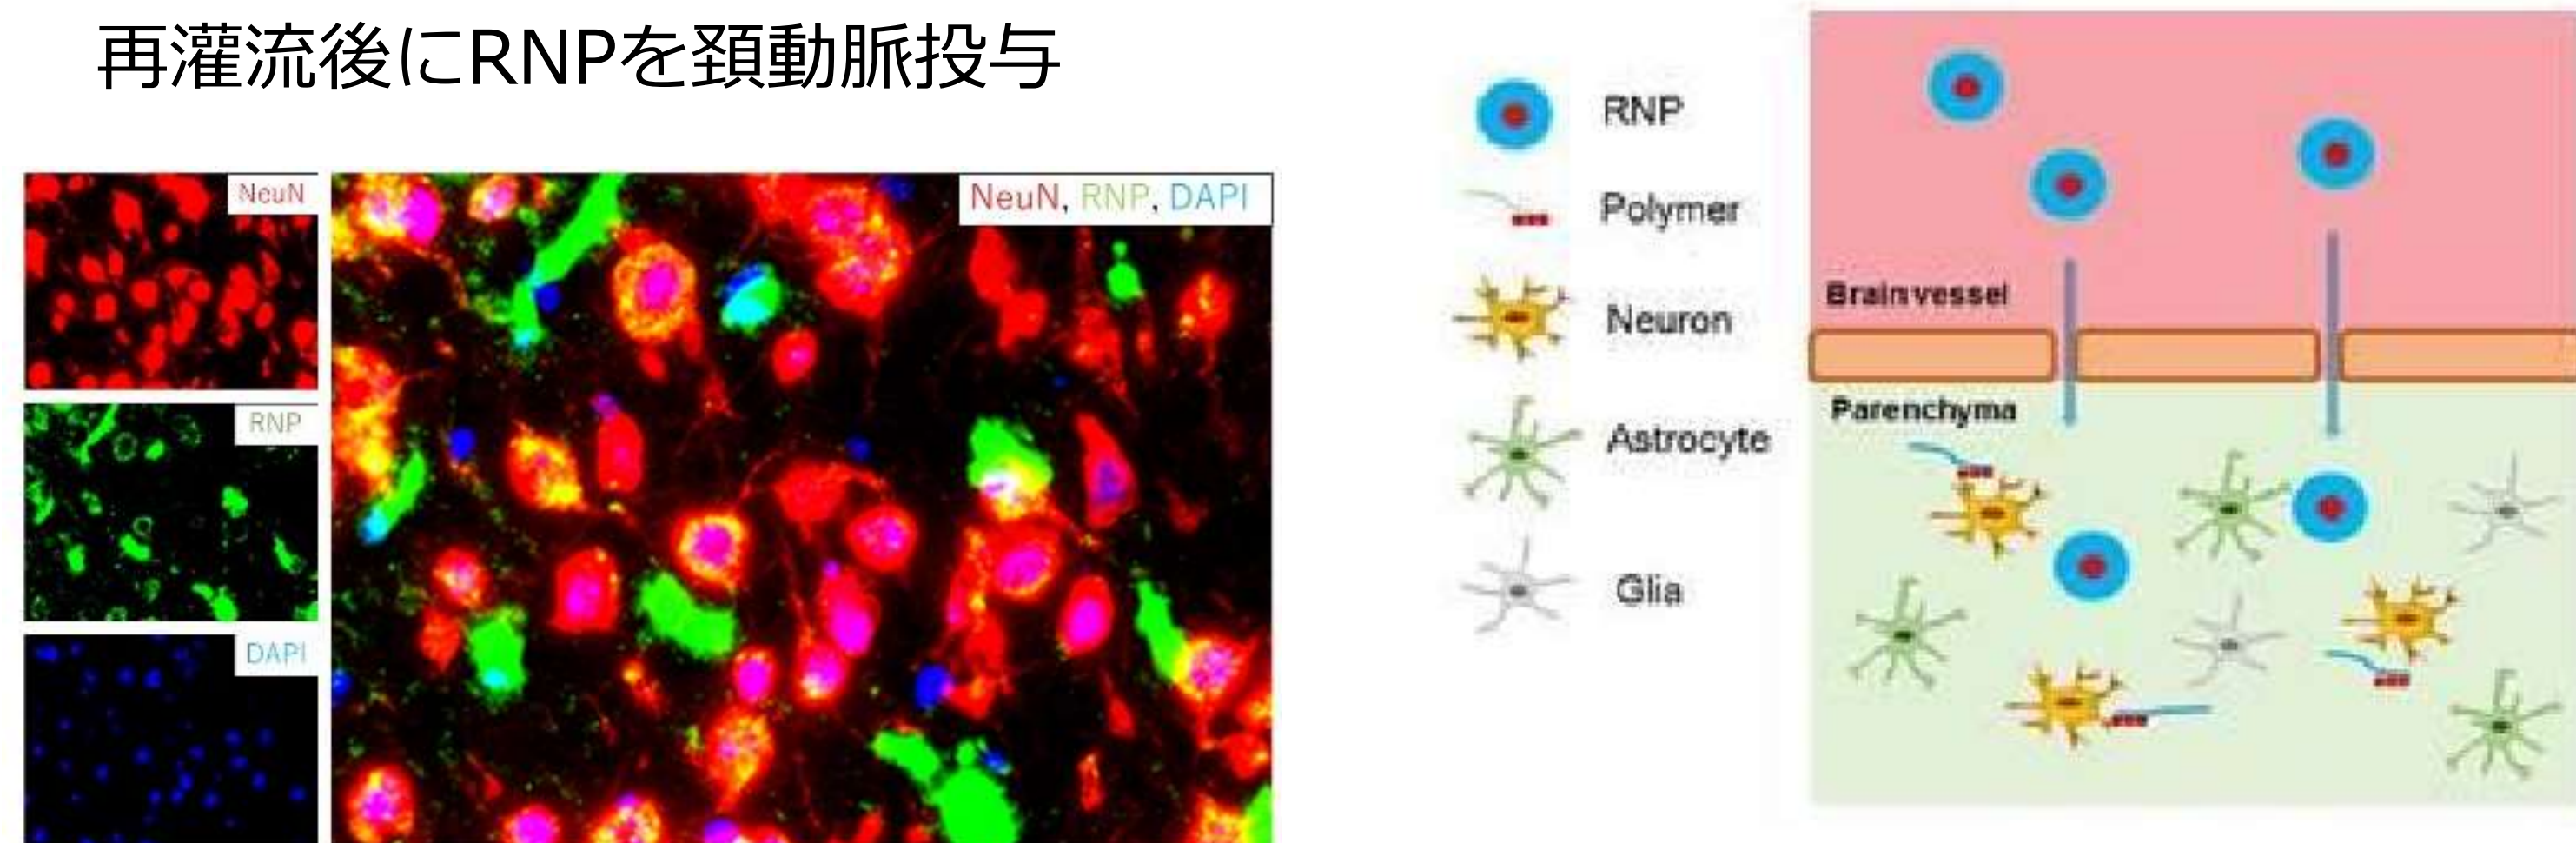 再灌流後にRNPを頚動脈投与
NeuN
RNP
DAPI
NeuN, RNP, DAPI
RNP
Polymer
Neuron
Astrocyte
Glia
Brain vessel
Parenchyma